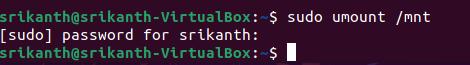 srikanth@srikanth-VirtualBox:~$ sudo umount /mnt
[sudo] password for srikanth:
srikanth@srikanth-VirtualBox:~$